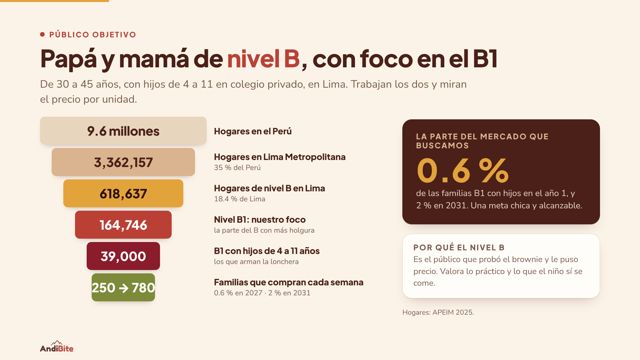 PÚBLICO OBJETIVO
Papá y mamá de nivel B, con foco en el B1
De 30 a 45 años, con hijos de 4 a 11 en colegio privado, en Lima. Trabajan los dos y miran
el precio por unidad.
9.6 millones
Hogares en el Perú
3,362,157
Hogares en Lima Metropolitana
35 % del Perú
618,637
Hogares de nivel B en Lima
18.4 % de Lima
164,746
Nivel B1: nuestro foco
la parte del B con más holgura
39,000
B1 con hijos de 4 a 11 años
los que arman la lonchera
250 → 780
Familias que compran cada semana
0.6 % en 2027 · 2 % en 2031
LA PARTE DEL MERCADO QUE
BUSCAMOS
0.6 %
de las familias B1 con hijos en el año 1, y
2 % en 2031. Una meta chica y alcanzable.
POR QUÉ EL NIVEL B
Es el público que probó el brownie y le puso
precio. Valora lo práctico y lo que el niño sí se
come.
Hogares: APEIM 2025.
AndiBite